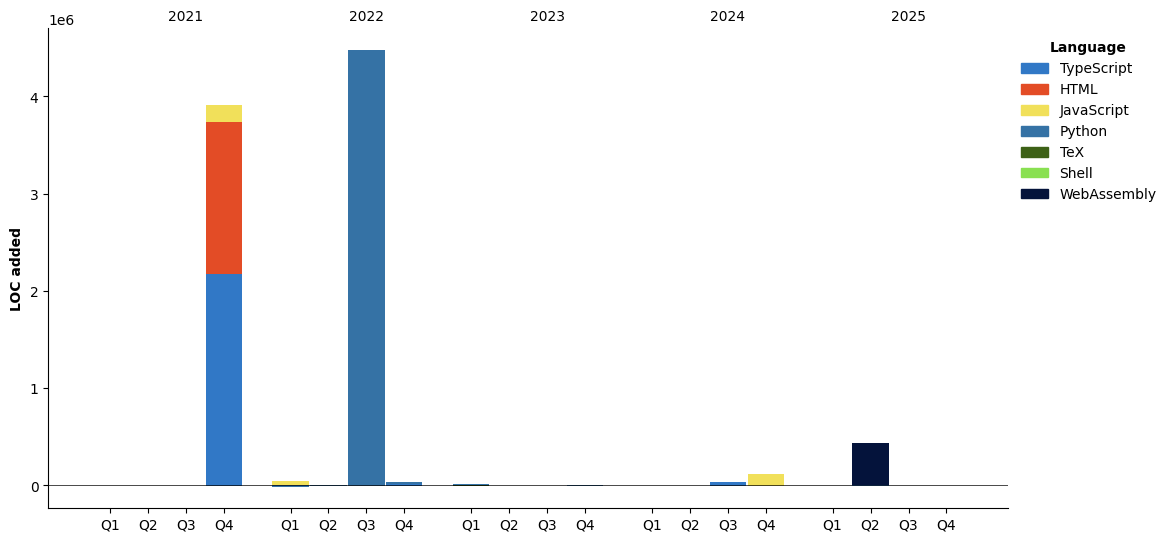 1e6
2021 2022 2023 2024 2025
LOC added
4
3
2
1
0
Q1 Q2 Q3 Q4 Q1 Q2 Q3 Q4 Q1 Q2 Q3 Q4 Q1 Q2 Q3 Q4 Q1 Q2 Q3 Q4
Language
TypeScript
HTML
JavaScript
Python
TeX
Shell
WebAssembly